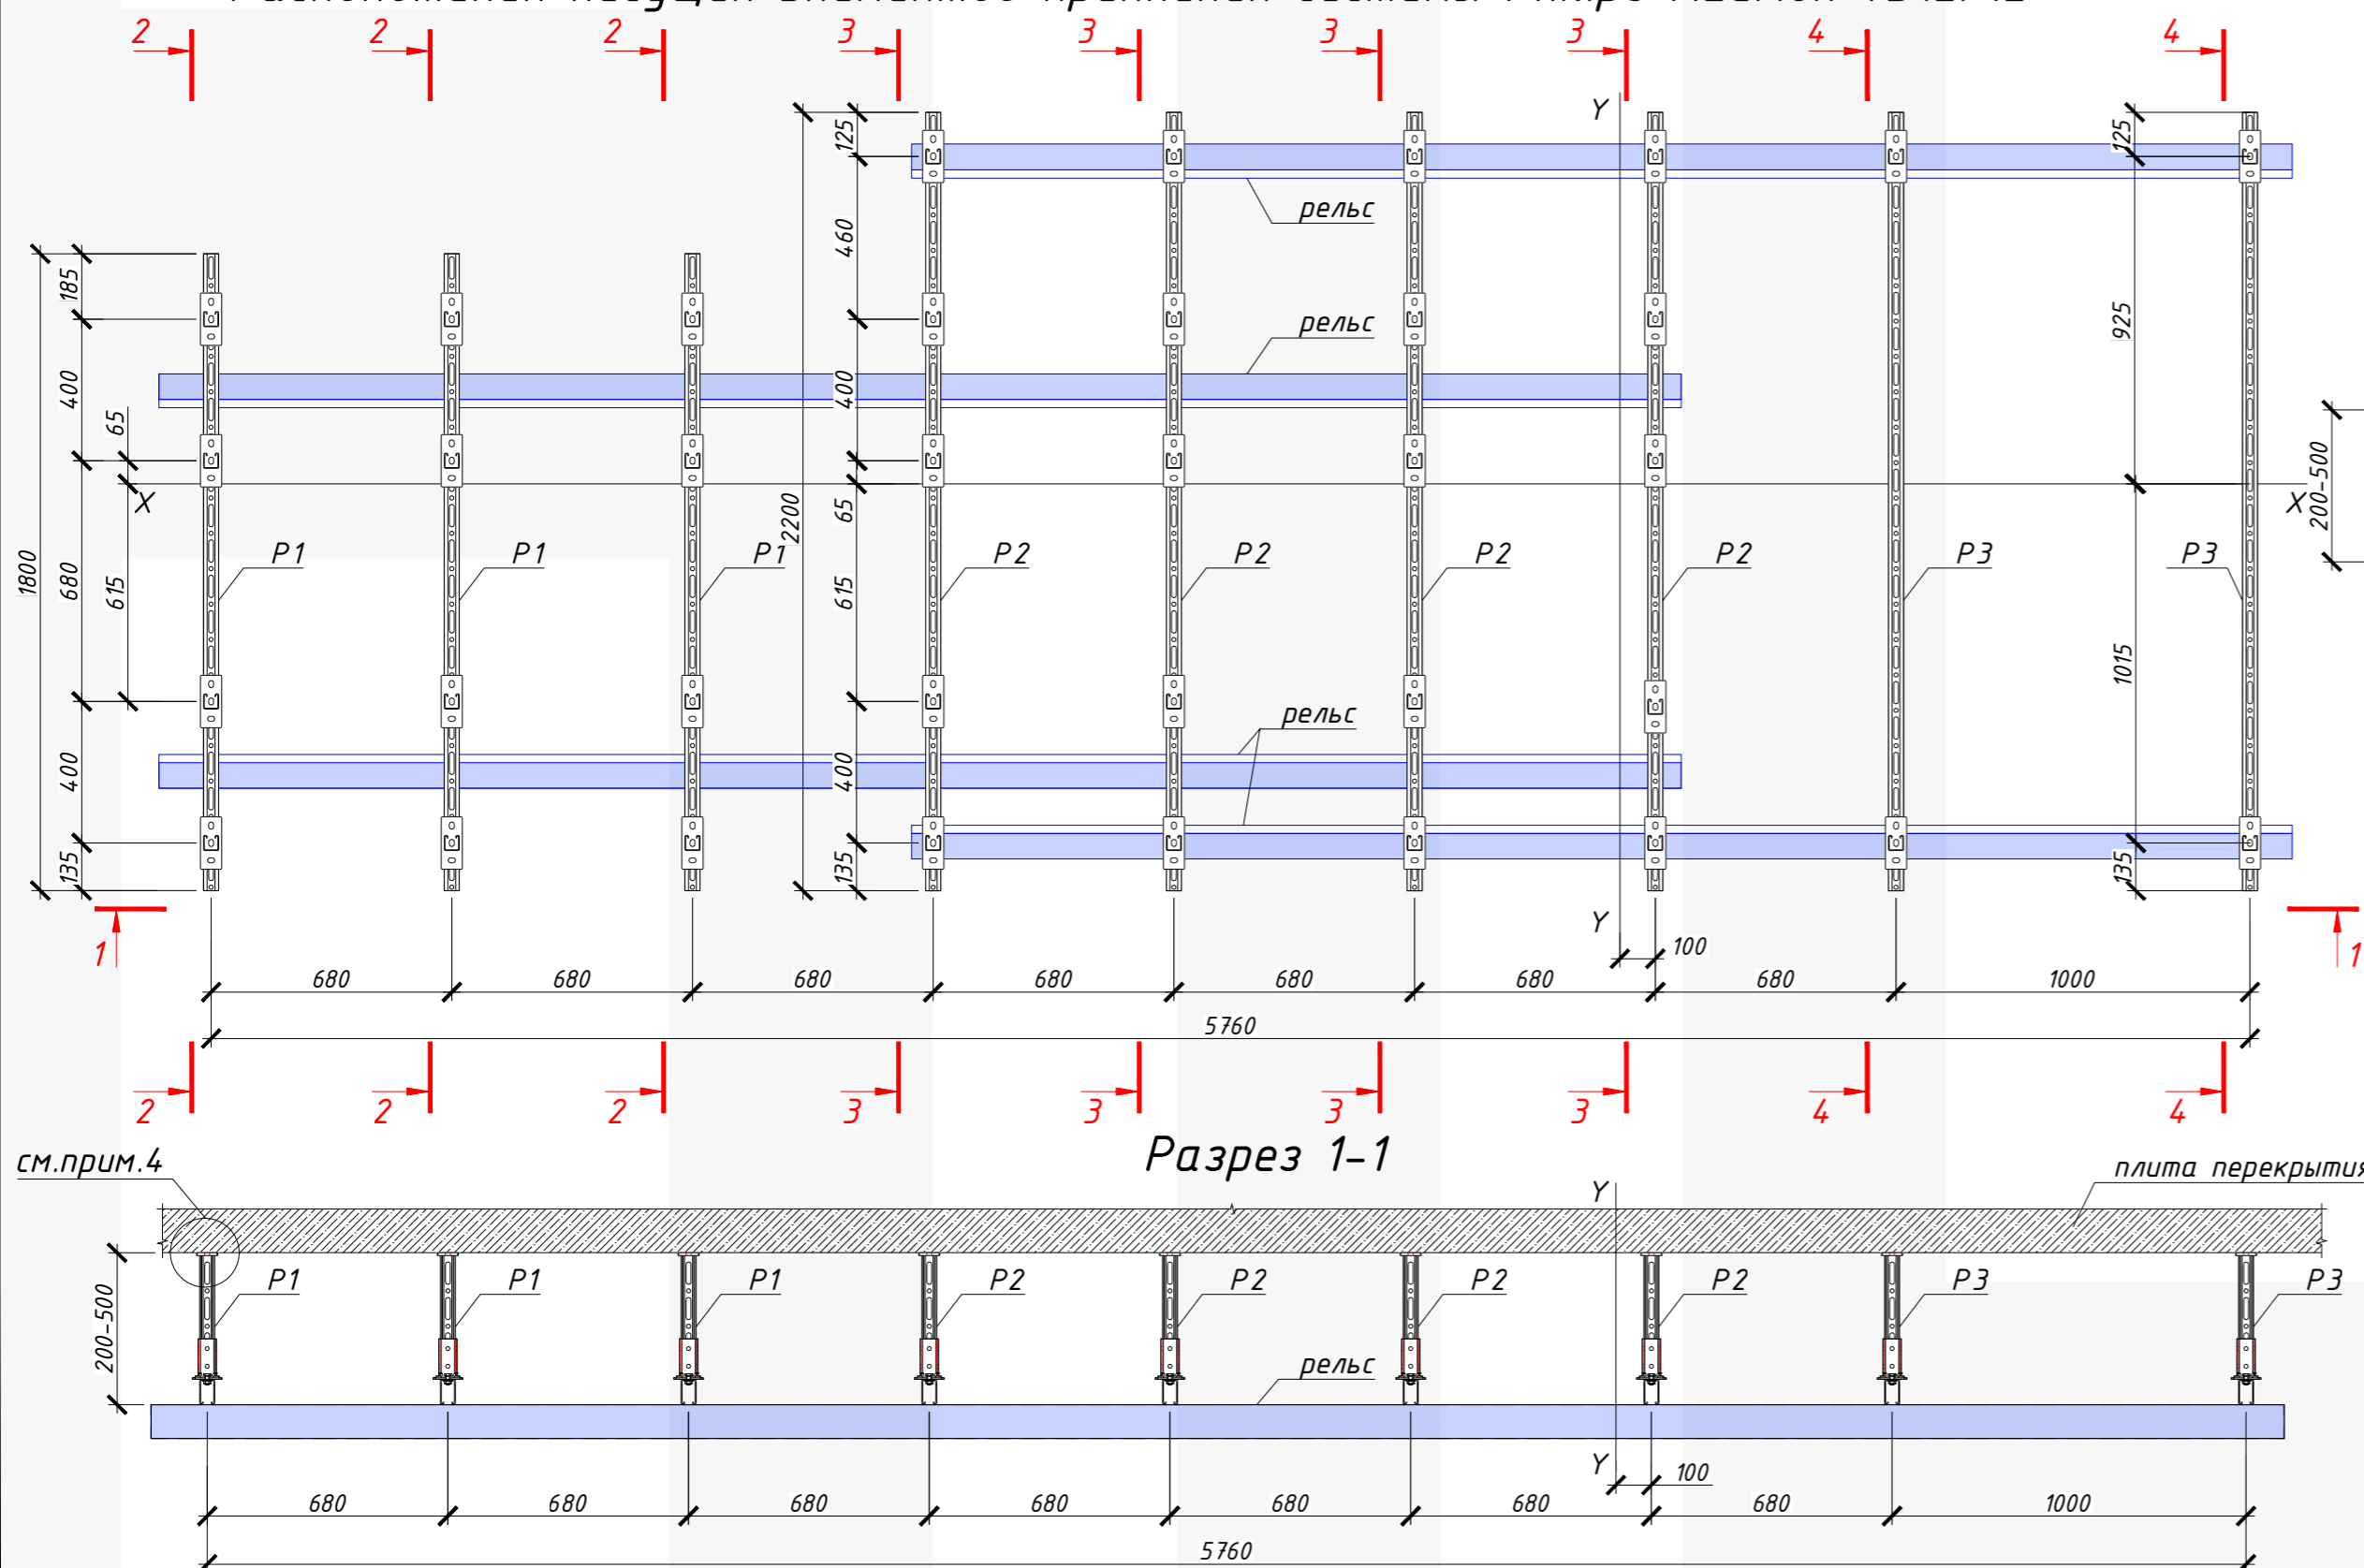 2 2 2 3 3 3 3 4 4
Y
125
125
рельс
460
185
рельс
925
400
400
65
200-500
X
X
2200
65
1800
680
615
P1
P1
P1
P2
P2
P2
P2
P3
P3
615
1015
рельс
400
400
135
135
135
1
Y
100
1
680 680 680 680 680 680 680 1000
5760
2 2 2 3 3 3 3 4 4
Разрез 1-1
см.прим.4
Y
плита перекрытия
200-500
P1
P1
P1
P2
P2
P2
P2
P3
P3
рельс
Y
100
680 680 680 680 680 680 680 1000
5760